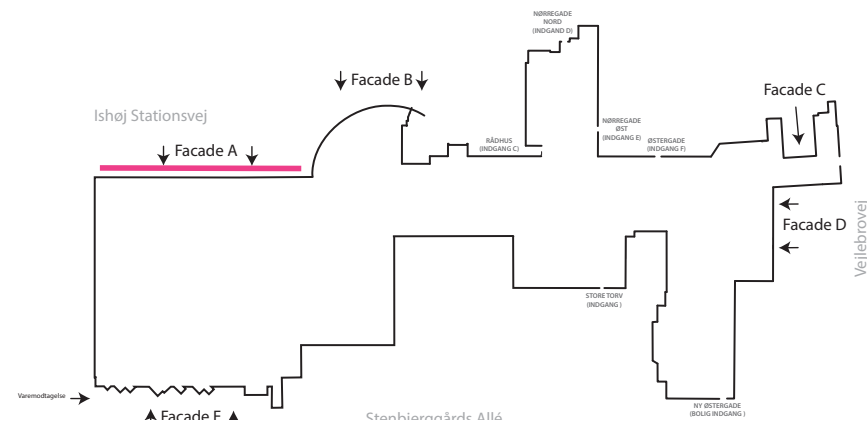 NØRREGADE
NORD
(INDGAND D)
Facade B
Facade C
Ishøj Stationsvej
Facade A
RÅDHUS
(INDGANG C)
NØRREGADE
ØST
(INDGANG E)
ØSTERGADE
(INDGANG F)
Facade D
Vejlebrovej
STORE TORV
(INDGANG )
Varemodtagelse
Facade E
Stenbjerggårds Allé
NY ØSTERGADE
(BOLIG INDGANG )